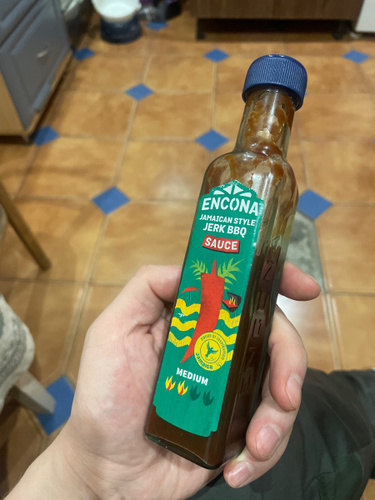 ENCONA
JAMAICAN STYLE
JERK BBQ
SAUCE
MEDIUM